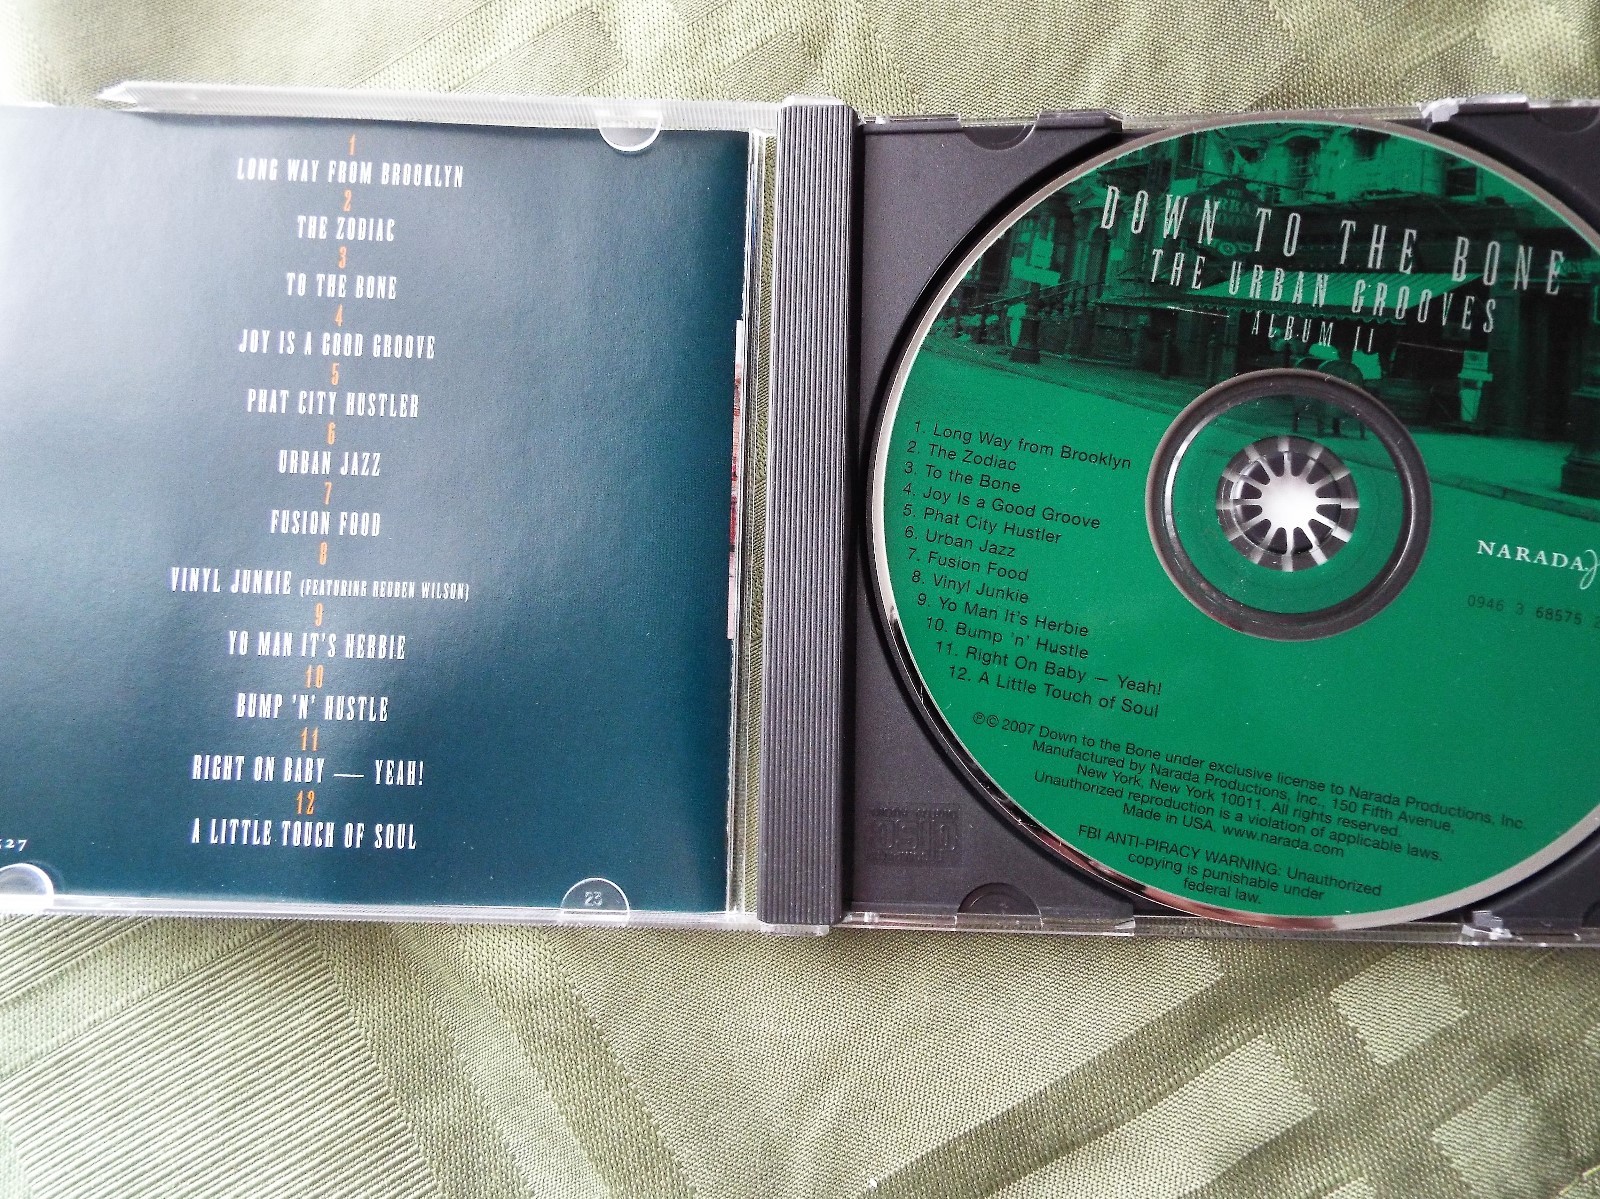 1
LONG WAY FROM BROOKLYN
2
THE ZODIAC
3
TO THE BONE
4
JOY IS A GOOD GROOVE
5
PHAT CITY HUSTLER
6
URBAN JAZZ
7
FUSION FOOD
8
VINYL JUNKIE (FEATURING REUBEN WILSON)
9
YO MAN IT'S HERBIE
10
BUMP 'N' HUSTLE
11
RIGHT ON BABY — YEAH!
12
A LITTLE TOUCH OF SOUL
27
23
DOWN TO THE BONE
THE URBAN GROOVES
ALBUM II
1. Long Way from Brooklyn
2. The Zodiac
3. To the Bone
4. Joy Is a Good Groove
5. Phat City Hustler
6. Urban Jazz
7. Fusion Food
8. Vinyl Junkie
9. Yo Man It's Herbie
10. Bump 'n' Hustle
11. Right On Baby – Yeah!
12. A Little Touch of Soul
NARADA
0946 3 68575
℗© 2007 Down to the Bone under exclusive license to Narada Productions, Inc.
Manufactured by Narada Productions, Inc., 150 Fifth Avenue,
New York, New York 10011. All rights reserved.
Unauthorized reproduction is a violation of applicable laws.
Made in USA. www.narada.com
FBI ANTI-PIRACY WARNING: Unauthorized
copying is punishable under
federal law.